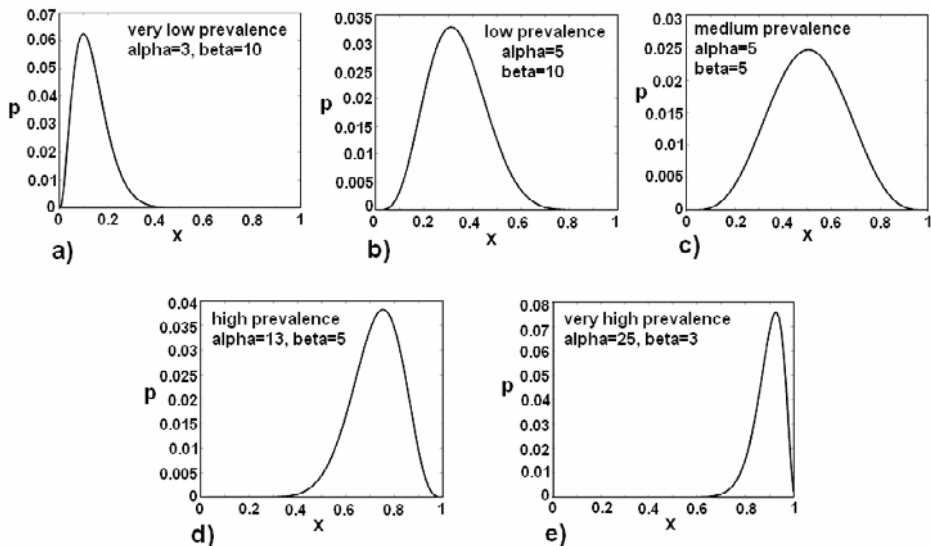 0.07
0.06
0.05
0.04
0.03
0.02
0.01
0
p
very low prevalence
alpha=3, beta=10
0 0.2 0.4 0.6 0.8 1
x
a)
0.035
0.03
0.025
0.02
0.015
0.01
0.005
0
p
low prevalence
alpha=5
beta=10
0 0.2 0.4 0.6 0.8 1
x
b)
0.03
0.025
0.02
0.015
0.01
0.005
0
p
medium prevalence
alpha=5
beta=5
0 0.2 0.4 0.6 0.8 1
x
c)
0.04
0.035
0.03
0.025
0.02
0.015
0.01
0.005
0
p
high prevalence
alpha=13, beta=5
0 0.2 0.4 0.6 0.8 1
x
d)
0.08
0.07
0.06
0.05
0.04
0.03
0.02
0.01
0
p
very high prevalence
alpha=25, beta=3
0 0.2 0.4 0.6 0.8 1
x
e)